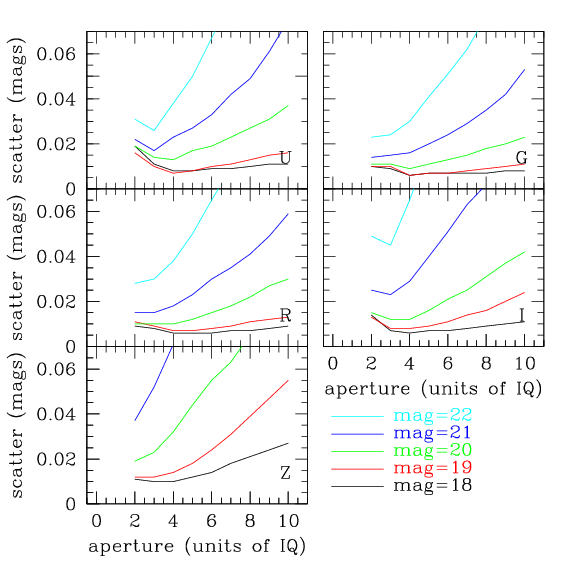 scatter (mags)
0.06
0.04
0.02
0
U
G
scatter (mags)
0.06
0.04
0.02
0
R
I
0 2 4 6 8 10
aperture (units of IQ)
scatter (mags)
0.06
0.04
0.02
0
Z
0 2 4 6 8 10
aperture (units of IQ)
mag=22
mag=21
mag=20
mag=19
mag=18